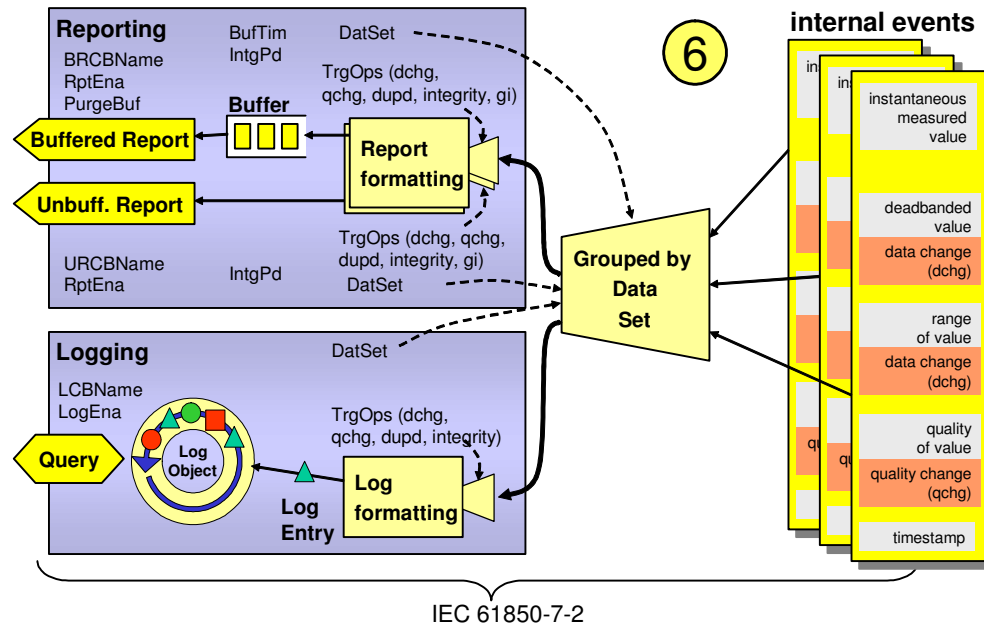 Reporting
BufTim
IntgPd
DatSet
BRCBName
RptEna
PurgeBuf
TrgOps (dchg,
qchg, dupd, integrity, gi)
Buffer
Buffered Report
Report
formatting
Unbuff. Report
TrgOps (dchg, qchg,
dupd, integrity, gi)
URCBName
RptEna
IntgPd
DatSet
6
Grouped by
Data
Set
internal events
ins
ins
instantaneous
measured
value
deadbanded
value
data change
(dchg)
range
of value
data change
(dchg)
quality
of value
qu
qu
quality change
(qchg)
timestamp
Logging
DatSet
LCBName
LogEna
TrgOps (dchg,
qchg, dupd, integrity)
Query
Log
Object
Log
Entry
Log
formatting
IEC 61850-7-2